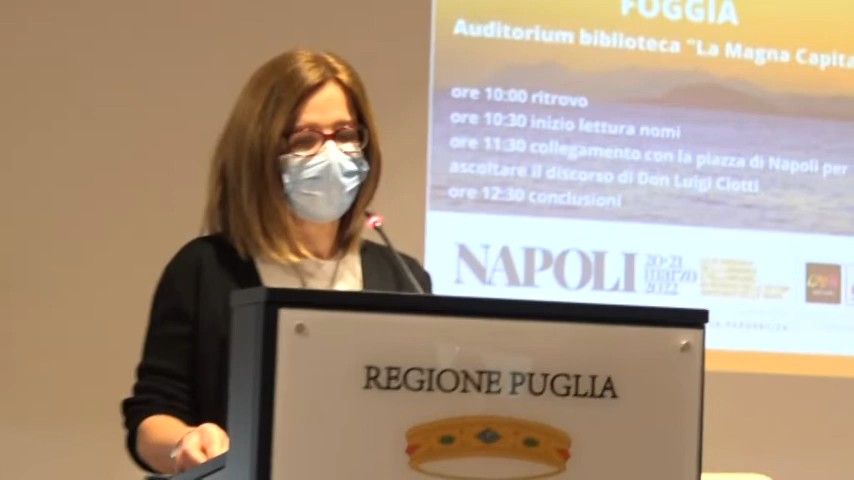 FOGGIA
Auditorium biblioteca "La Magna Capita
ore 10:00 ritrovo
ore 10:30 inizio lettura nomi
ore 11:30 collegamento con la piazza di Napoli per
ascoltare il discorso di Don Luigi Ciotti
ore 12:30 conclusioni
NAPOLI
20-21
marzo
2022
REGIONE PUGLIA